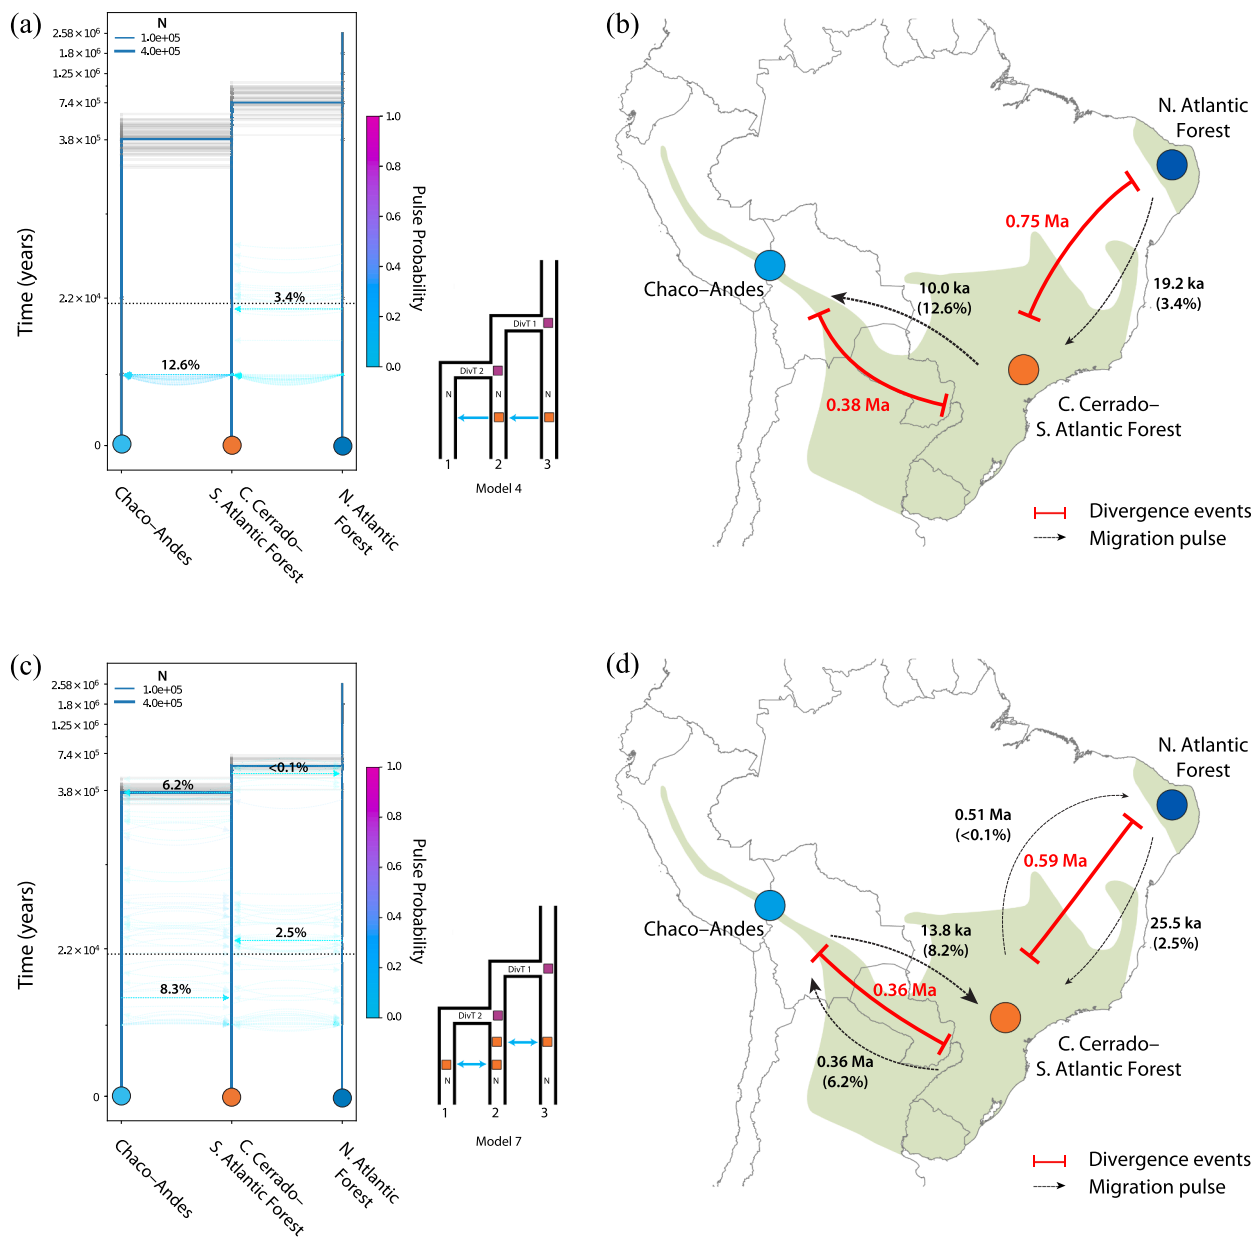 (a)
N
1.0e+05
4.0e+05
2.58 × 10⁶
1.8 × 10⁶
1.25 × 10⁶
7.4 × 10⁵
3.8 × 10⁵
2.2 × 10⁴
0
Time (years)
3.4%
12.6%
1.0
0.8
0.6
0.4
0.2
0.0
Pulse Probability
Chaco–Andes
C. Cerrado–
S. Atlantic Forest
N. Atlantic
Forest
DivT 1
DivT 2
N
N
N
1
2
3
Model 4
(b)
N. Atlantic
Forest
0.75 Ma
Chaco–Andes
10.0 ka
(12.6%)
19.2 ka
(3.4%)
0.38 Ma
C. Cerrado–
S. Atlantic Forest
Divergence events
Migration pulse
(c)
N
1.0e+05
4.0e+05
2.58 × 10⁶
1.8 × 10⁶
1.25 × 10⁶
7.4 × 10⁵
3.8 × 10⁵
2.2 × 10⁴
0
Time (years)
<0.1%
6.2%
2.5%
8.3%
1.0
0.8
0.6
0.4
0.2
0.0
Pulse Probability
Chaco–Andes
C. Cerrado–
S. Atlantic Forest
N. Atlantic
Forest
DivT 1
DivT 2
N
N
N
1
2
3
Model 7
(d)
N. Atlantic
Forest
0.51 Ma
(<0.1%)
0.59 Ma
Chaco–Andes
13.8 ka
(8.2%)
25.5 ka
(2.5%)
0.36 Ma
0.36 Ma
(6.2%)
C. Cerrado–
S. Atlantic Forest
Divergence events
Migration pulse